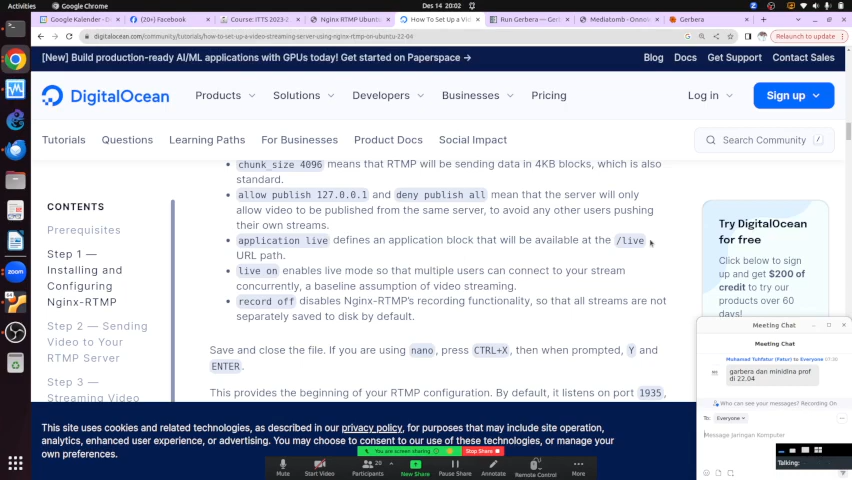 Activities
Google Chrome
Des 14 20:02
Google Kalender - D
(20+) Facebook
Course: ITTS 2023-2
Nginx RTMP Ubuntu
How To Set Up a Vid
Run Gerbera — Ger
Mediatomb - Onno
Gerbera
digitalocean.com/community/tutorials/how-to-set-up-a-video-streaming-server-using-nginx-rtmp-on-ubuntu-22-04
Relaunch to update
[New] Build production-ready AI/ML applications with GPUs today! Get started on Paperspace →
Blog Docs Get Support Contact Sales
DigitalOcean
Products Solutions Developers Businesses Pricing
Log in
Sign up
Tutorials Questions Learning Paths For Businesses Product Docs Social Impact
Search Community /
CONTENTS
Prerequisites
Step 1 —
Installing and
Configuring
Nginx-RTMP
Step 2 — Sending
Video to Your
RTMP Server
Step 3 —
Streaming Video
chunk_size 4096 means that RTMP will be sending data in 4KB blocks, which is also
standard.
allow publish 127.0.0.1 and deny publish all mean that the server will only
allow video to be published from the same server, to avoid any other users pushing
their own streams.
application live defines an application block that will be available at the /live
URL path.
live on enables live mode so that multiple users can connect to your stream
concurrently, a baseline assumption of video streaming.
record off disables Nginx-RTMP's recording functionality, so that all streams are not
separately saved to disk by default.
Save and close the file. If you are using nano, press CTRL+X, then when prompted, Y and
ENTER.
This provides the beginning of your RTMP configuration. By default, it listens on port 1935,
Try DigitalOcean
for free
Click below to sign
up and get $200 of
credit to try our
products over 60
days!
This site uses cookies and related technologies, as described in our privacy policy, for purposes that may include site operation,
analytics, enhanced user experience, or advertising. You may choose to consent to our use of these technologies, or manage your
own preferences.
Meeting Chat
Meeting Chat
Muhamad Tuhfatur (Fatur) to Everyone 07:30
garbera dan minidina prof
di 22.04
Who can see your messages? Recording On
To: Everyone
Message Jaringan Komputer
Talking:
You are screen sharing
Stop Share
Mute
Start Video
Participants
20
New Share
Pause Share
Annotate
Remote Control
More